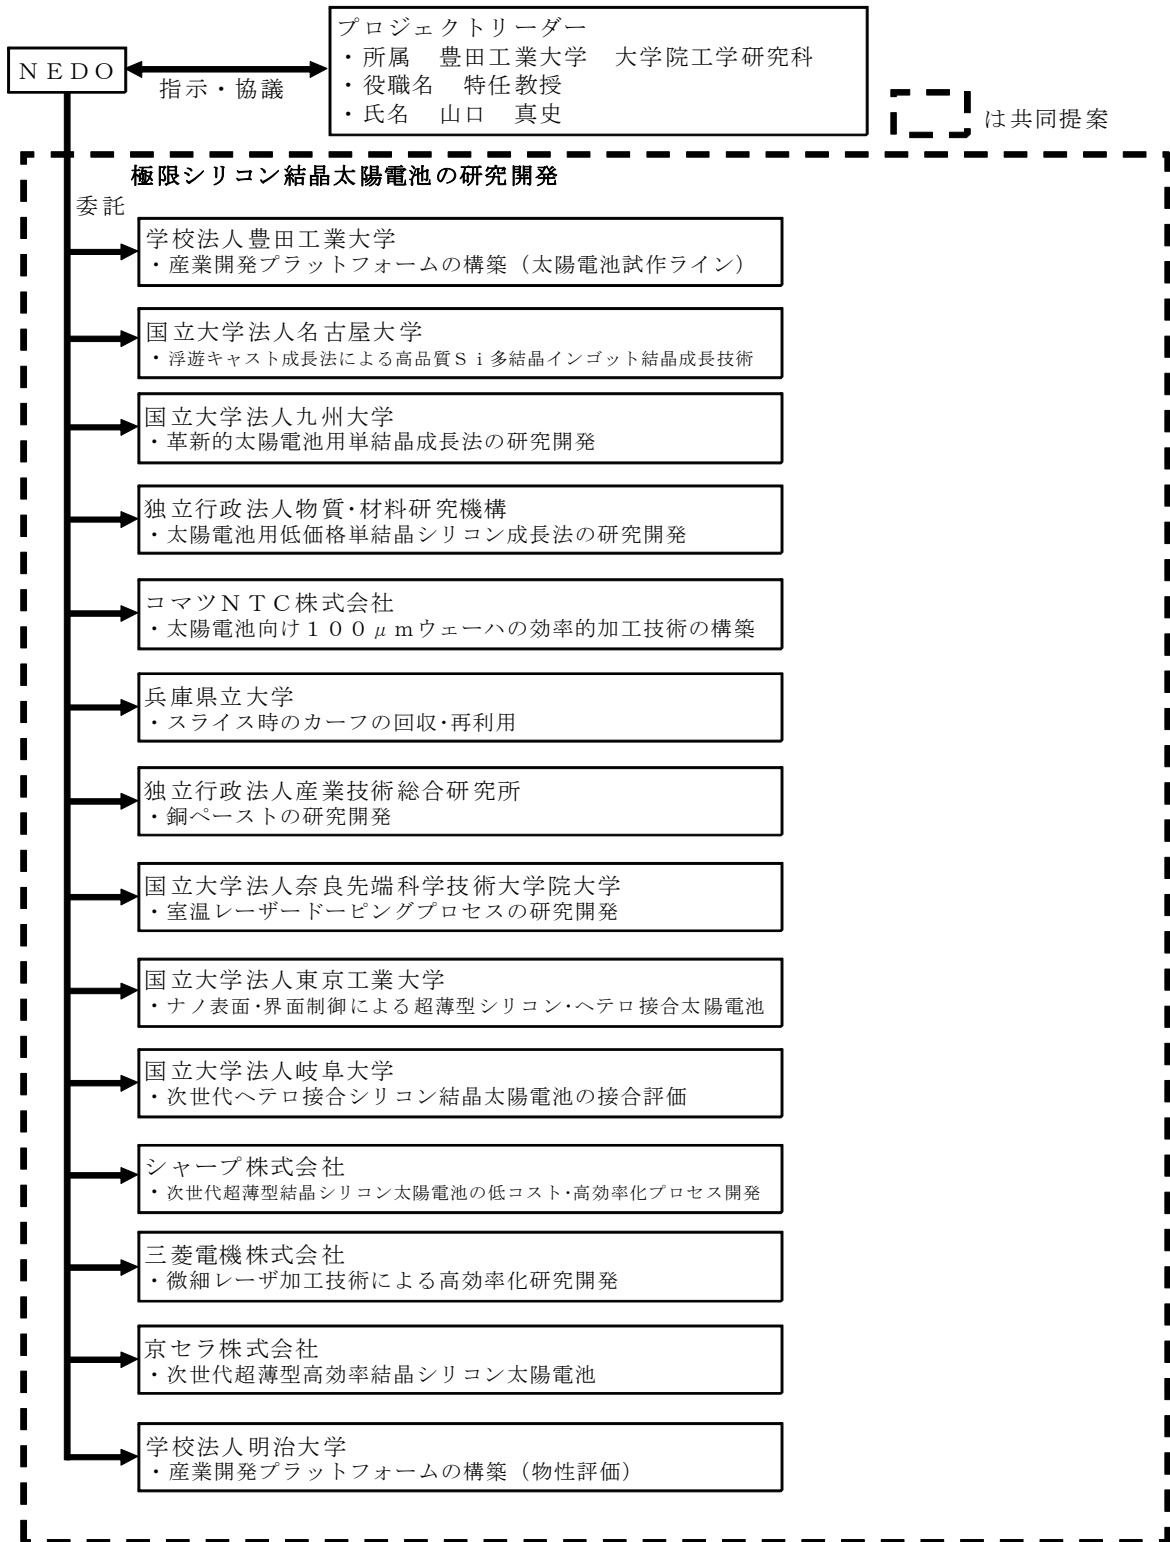 プロジェクトリーダー
・所属　豊田工業大学　大学院工学研究科
・役職名　特任教授
・氏名　山口　真史
ＮＥＤＯ
指示・協議
は共同提案
極限シリコン結晶太陽電池の研究開発
委託
学校法人豊田工業大学
・産業開発プラットフォームの構築（太陽電池試作ライン）
国立大学法人名古屋大学
・浮遊キャスト成長法による高品質Ｓｉ多結晶インゴット結晶成長技術
国立大学法人九州大学
・革新的太陽電池用単結晶成長法の研究開発
独立行政法人物質・材料研究機構
・太陽電池用低価格単結晶シリコン成長法の研究開発
コマツＮＴＣ株式会社
・太陽電池向け１００μｍウェーハの効率的加工技術の構築
兵庫県立大学
・スライス時のカーフの回収・再利用
独立行政法人産業技術総合研究所
・銅ペーストの研究開発
国立大学法人奈良先端科学技術大学院大学
・室温レーザードーピングプロセスの研究開発
国立大学法人東京工業大学
・ナノ表面・界面制御による超薄型シリコン・ヘテロ接合太陽電池
国立大学法人岐阜大学
・次世代ヘテロ接合シリコン結晶太陽電池の接合評価
シャープ株式会社
・次世代超薄型結晶シリコン太陽電池の低コスト・高効率化プロセス開発
三菱電機株式会社
・微細レーザ加工技術による高効率化研究開発
京セラ株式会社
・次世代超薄型高効率結晶シリコン太陽電池
学校法人明治大学
・産業開発プラットフォームの構築（物性評価）